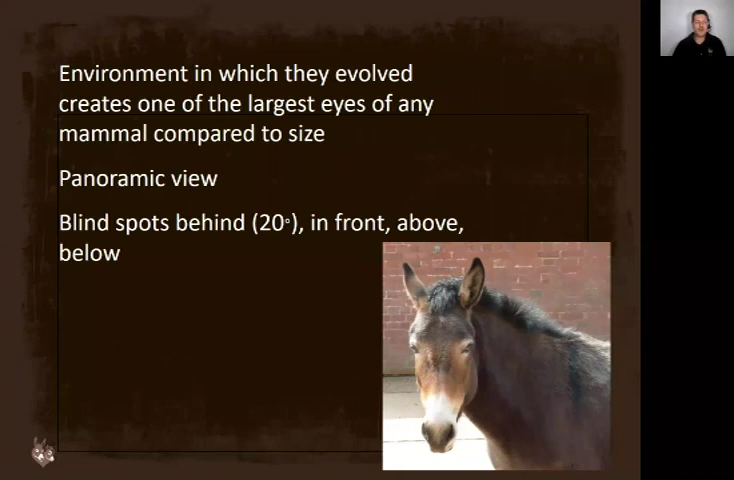 Environment in which they evolved
creates one of the largest eyes of any
mammal compared to size
Panoramic view
Blind spots behind (20°), in front, above,
below